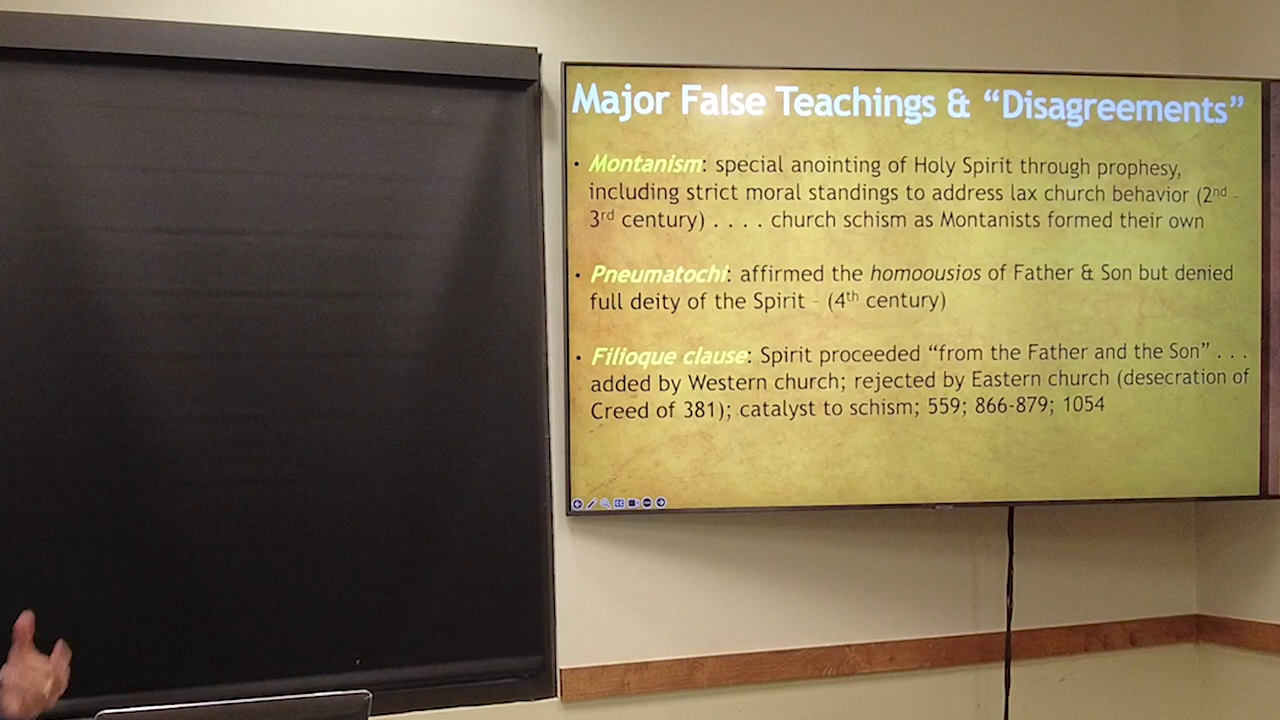 Major False Teachings & “Disagreements”
• Montanism: special anointing of Holy Spirit through prophesy,
including strict moral standings to address lax church behavior (2nd –
3rd century) . . . . church schism as Montanists formed their own
• Pneumatochi: affirmed the homoousios of Father & Son but denied
full deity of the Spirit – (4th century)
• Filioque clause: Spirit proceeded “from the Father and the Son” . . .
added by Western church; rejected by Eastern church (desecration of
Creed of 381); catalyst to schism; 559; 866-879; 1054